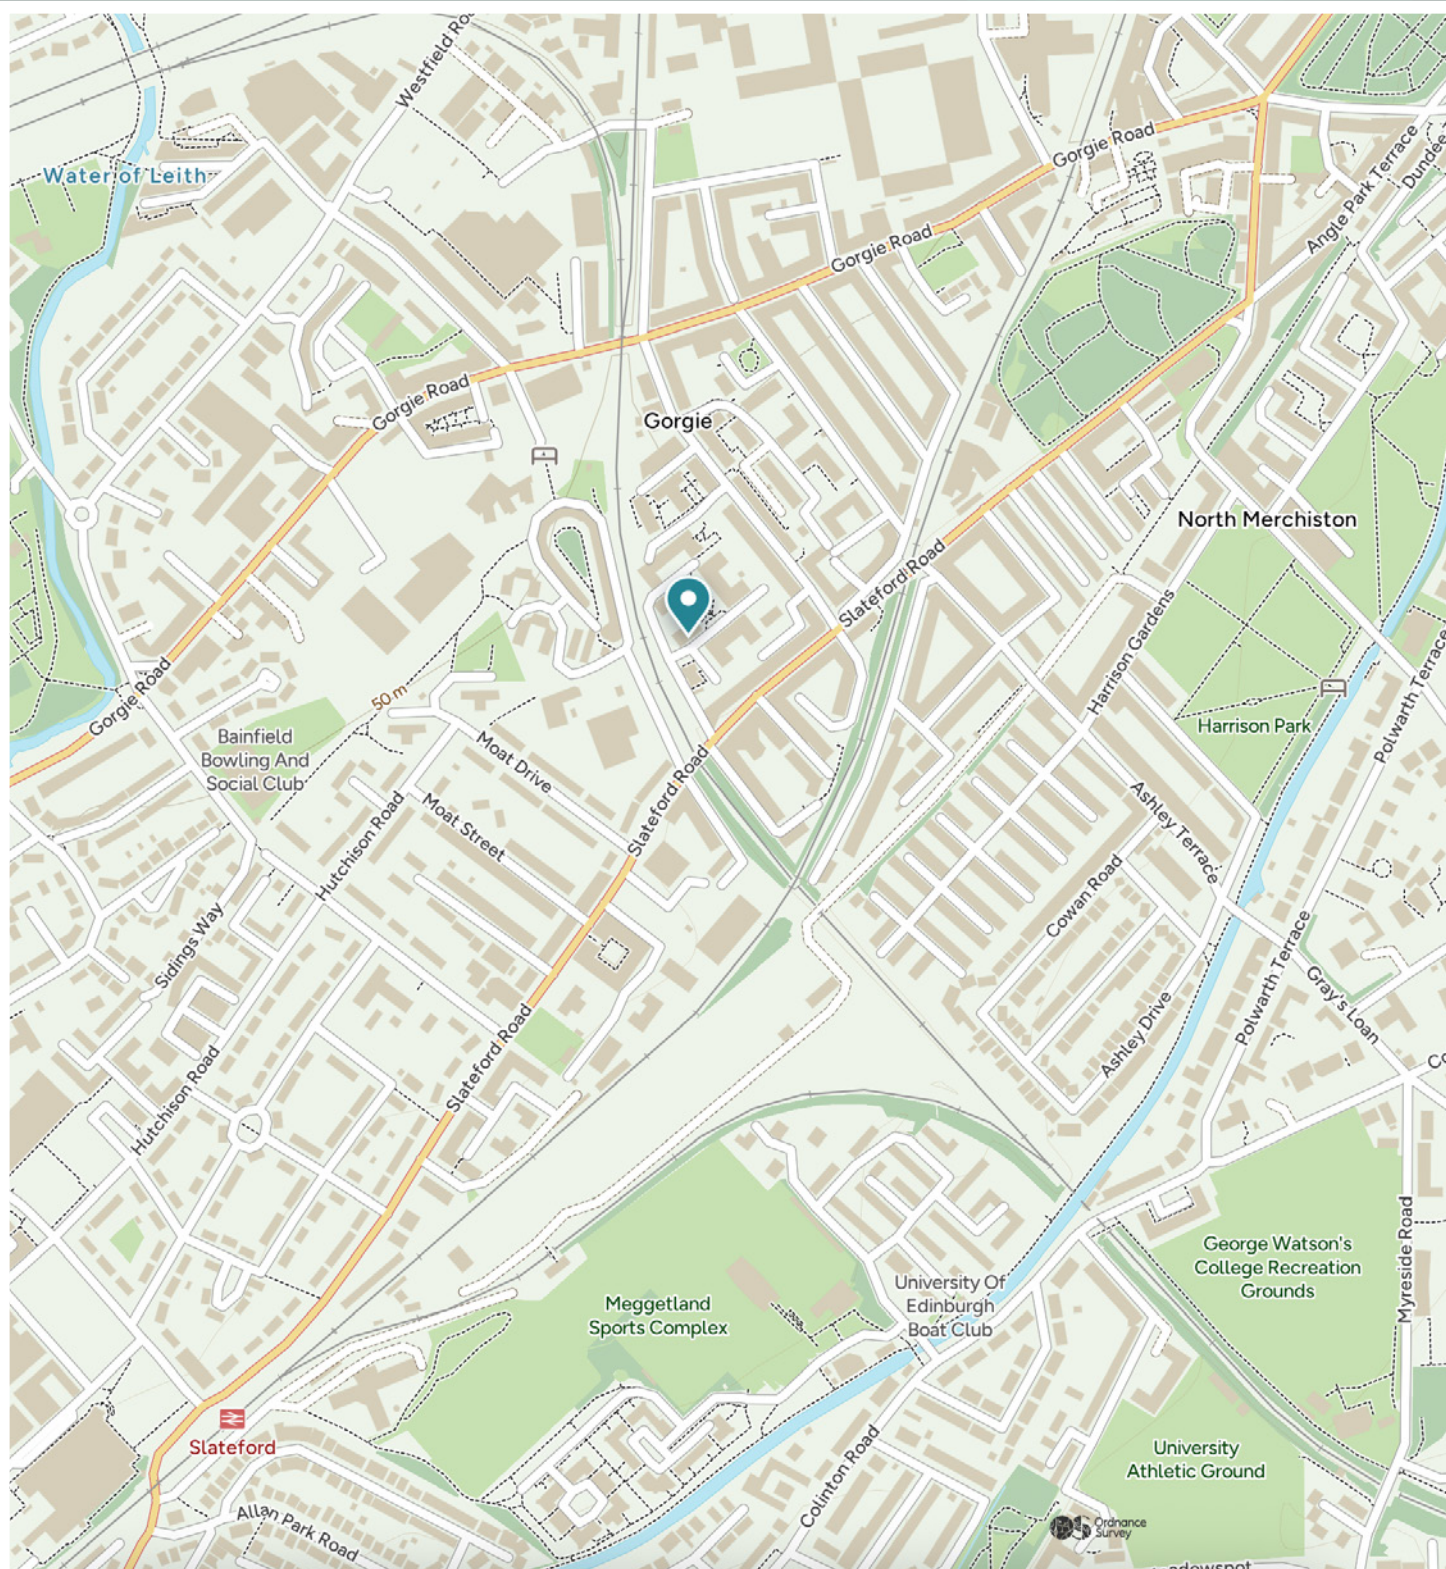 Westfield Roa
Water of Leith
Gorgie Road
Gorgie Road
Gorgie Road
Gorgie Road
Angle Park Terrace
Dundee
Gorgie
North Merchiston
Slateford Road
Harrison Gardens
Harrison Park
Polwarth Terrace
50 m
Bainfield
Bowling And
Social Club
Moat Drive
Moat Street
Hutchison Road
Slateford Road
Ashley Terrace
Cowan Road
Sidings Way
Polwarth Terrace
Gray's Loan
Ashley Drive
Slateford Road
Hutchison Road
Co
Myreside Road
George Watson's
College Recreation
Grounds
University Of
Edinburgh
Boat Club
Meggetland
Sports Complex
Slateford
Allan Park Road
Colinton Road
University
Athletic Ground
OS Ordnance
Survey